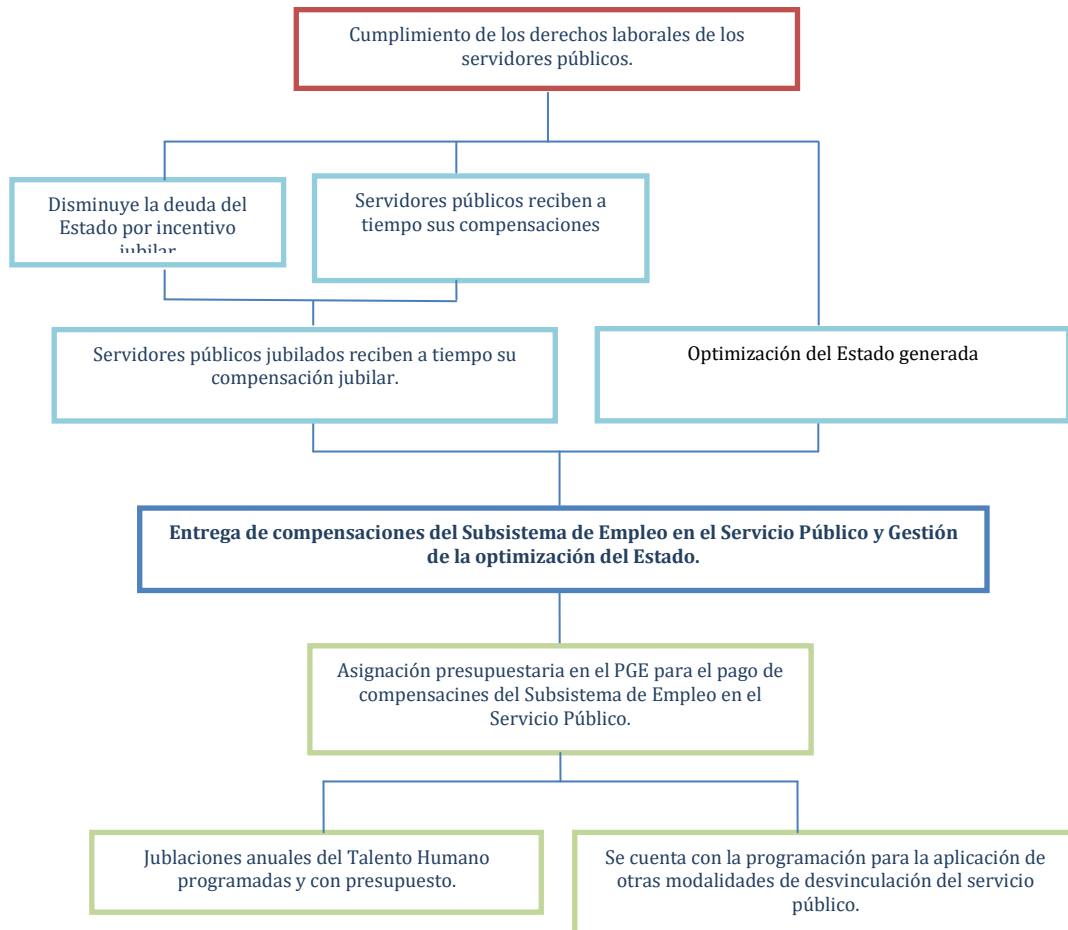 Cumplimiento de los derechos laborales de los
servidores públicos.
Disminuye la deuda del
Estado por incentivo
jubilar
Servidores públicos reciben a
tiempo sus compensaciones
Servidores públicos jubilados reciben a tiempo su
compensación jubilar.
Optimización del Estado generada
Entrega de compensaciones del Subsistema de Empleo en el Servicio Público y Gestión
de la optimización del Estado.
Asignación presupuestaria en el PGE para el pago de
compensacines del Subsistema de Empleo en el
Servicio Público.
Jublaciones anuales del Talento Humano
programadas y con presupuesto.
Se cuenta con la programación para la aplicación de
otras modalidades de desvinculación del servicio
público.